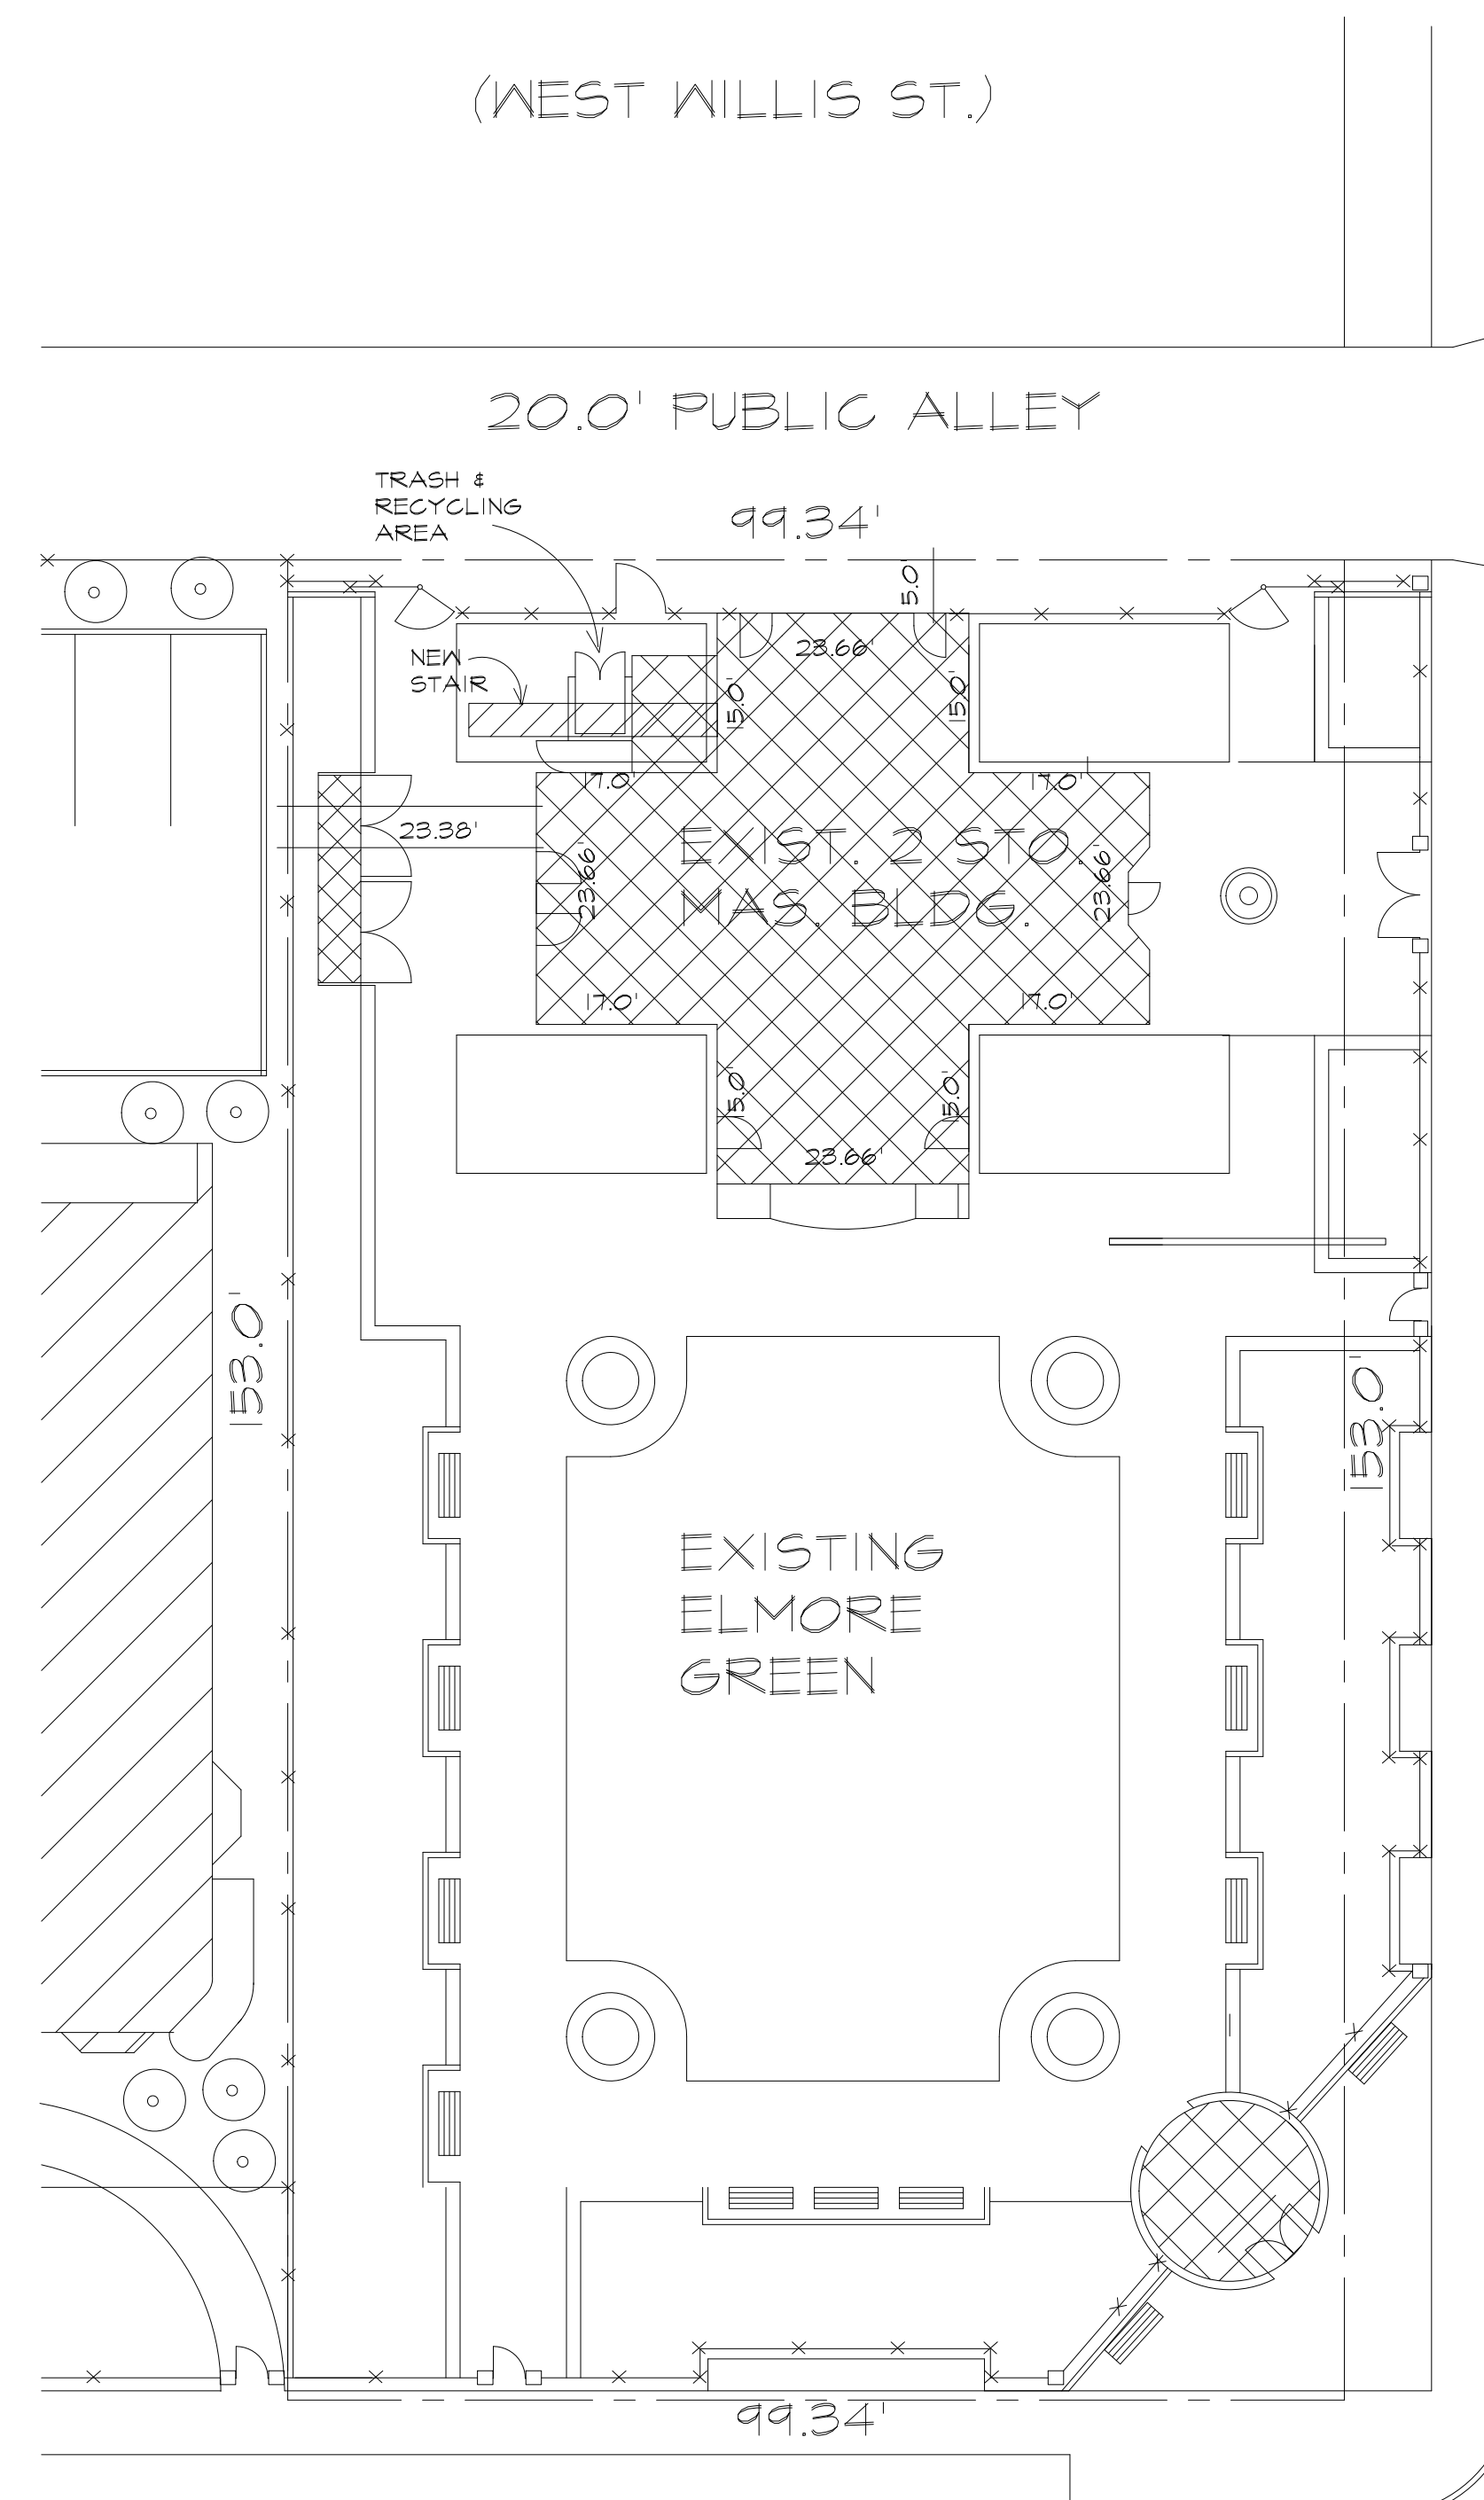 (WEST WILLIS ST.)
20.0' PUBLIC ALLEY
TRASH &
RECYCLING
AREA
99.34'
5.0
23.66'
NEW
STAIR
15.0'
15.0'
17.0'
17.0'
23.38'
EXIST. 2 STO.
MAS. BLDG.
23.66'
23.66'
17.0'
17.0'
15.0'
15.0'
23.66'
153.0'
153.0'
EXISTING
ELMORE
GREEN
99.34'